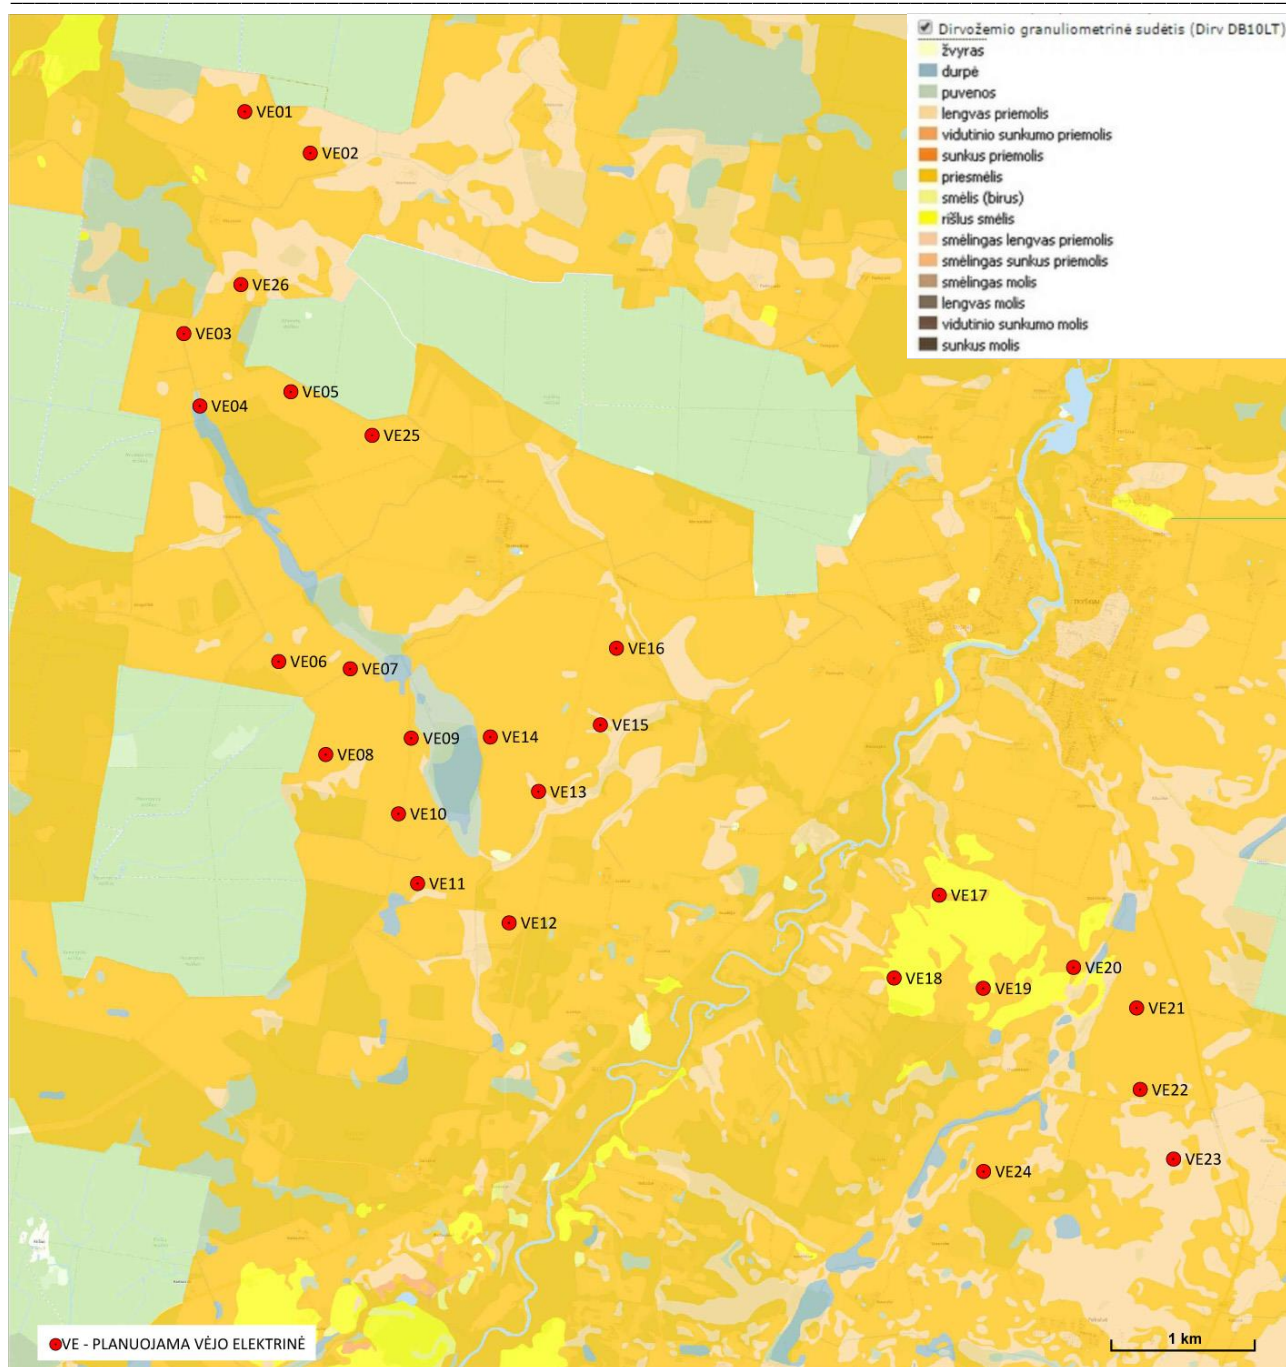 Dirvožemio granuliometrinė sudėtis (Dirv DB10LT)
žvyras
durpė
puvenos
lengvas priemolis
vidutinio sunkumo priemolis
sunkus priemolis
priesmėlis
smėlis (birus)
rišlus smėlis
smėlingas lengvas priemolis
smėlingas sunkus priemolis
smėlingas molis
lengvas molis
vidutinio sunkumo molis
sunkus molis
VE01
VE02
VE26
VE03
VE05
VE04
VE25
VE16
VE06
VE07
VE15
VE09
VE14
VE08
VE13
VE10
VE11
VE17
VE12
VE20
VE18
VE19
VE21
VE22
VE23
VE24
VE - PLANUOJAMA VĖJO ELEKTRINĖ
1 km